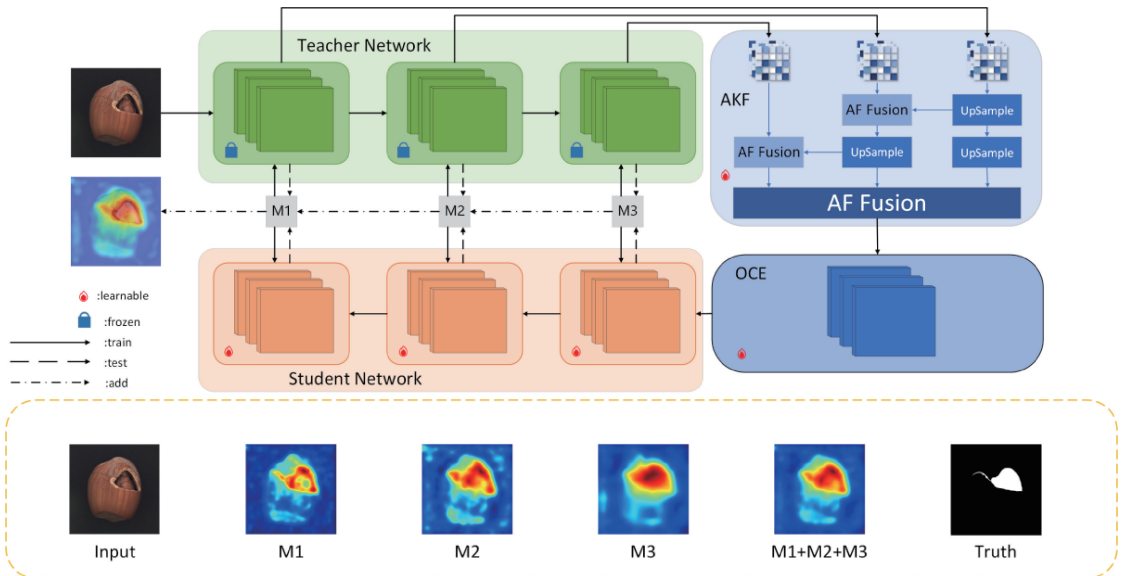 Teacher Network
AKF
AF Fusion
UpSample
AF Fusion
UpSample
UpSample
AF Fusion
M1
M2
M3
:learnable
:frozen
:train
:test
:add
OCE
Student Network
Input
M1
M2
M3
M1+M2+M3
Truth